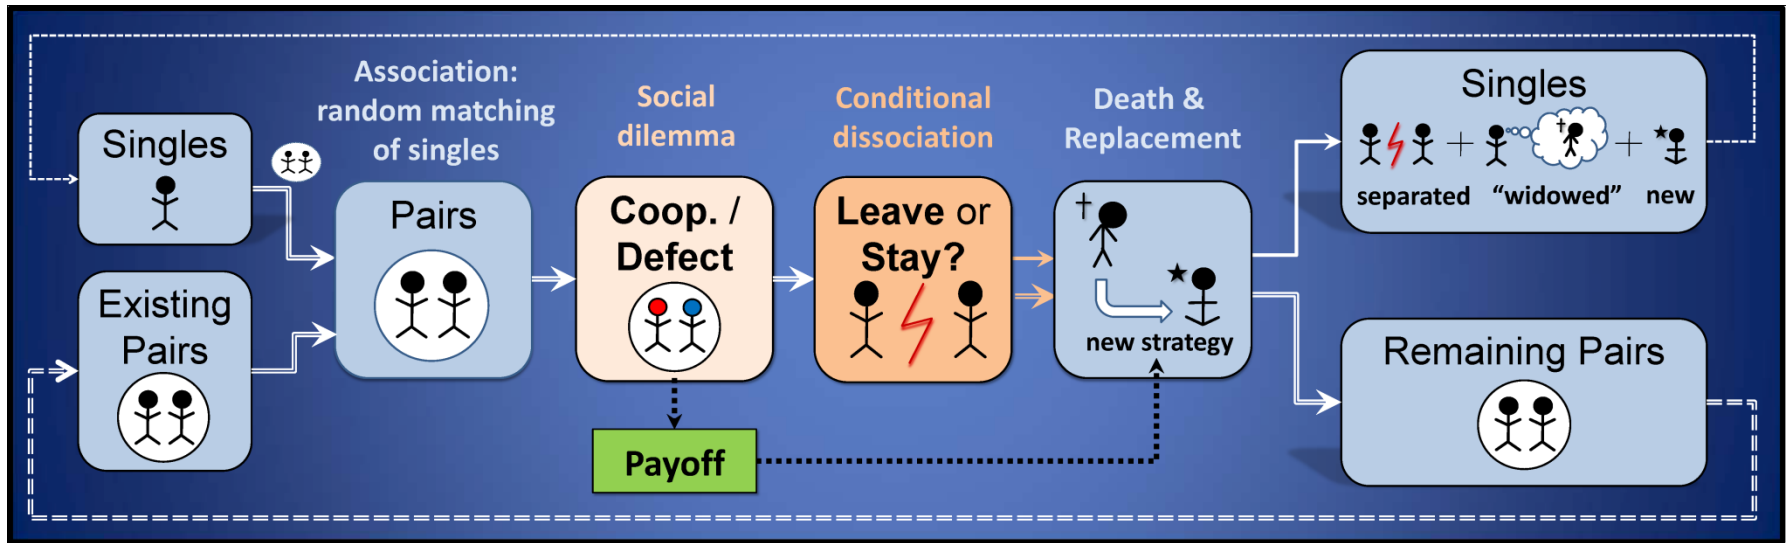 Singles
Existing
Pairs
Association:
random matching
of singles
Pairs
Social
dilemma
Coop. /
Defect
Payoff
Conditional
dissociation
Leave or
Stay?
Death &
Replacement
new strategy
Singles
separated
“widowed”
new
Remaining Pairs